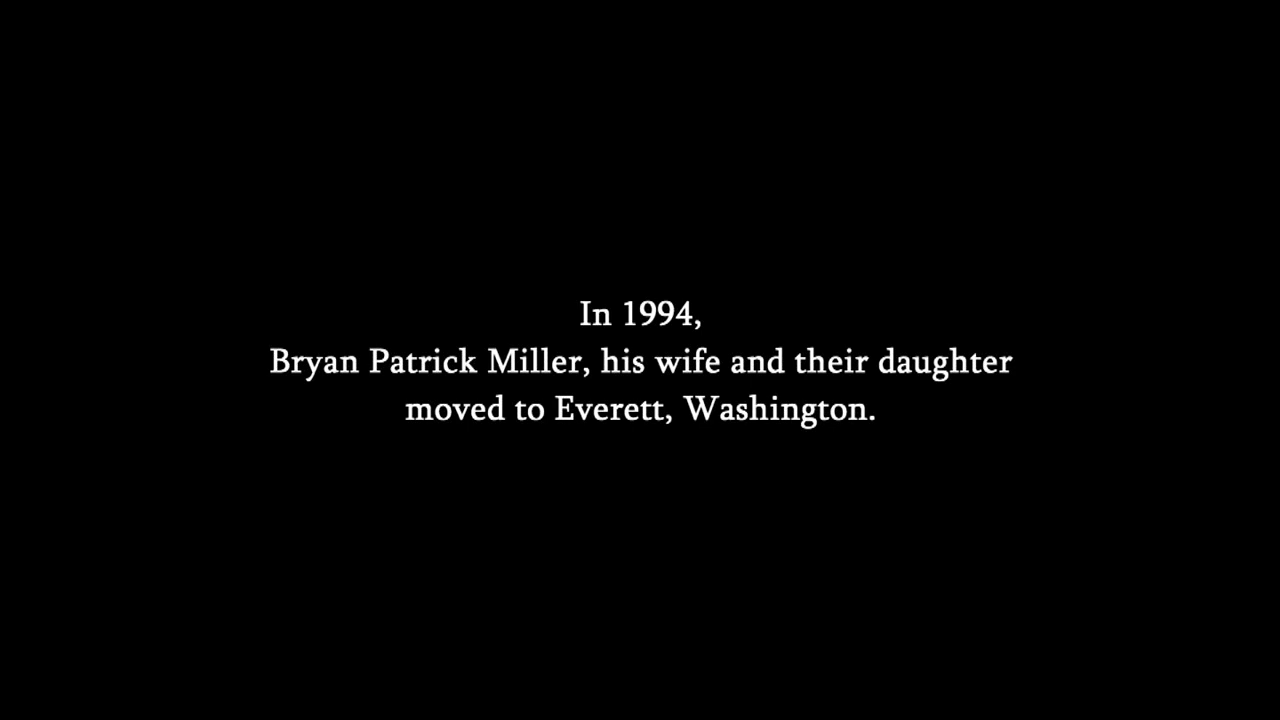 In 1994,
Bryan Patrick Miller, his wife and their daughter
moved to Everett, Washington.